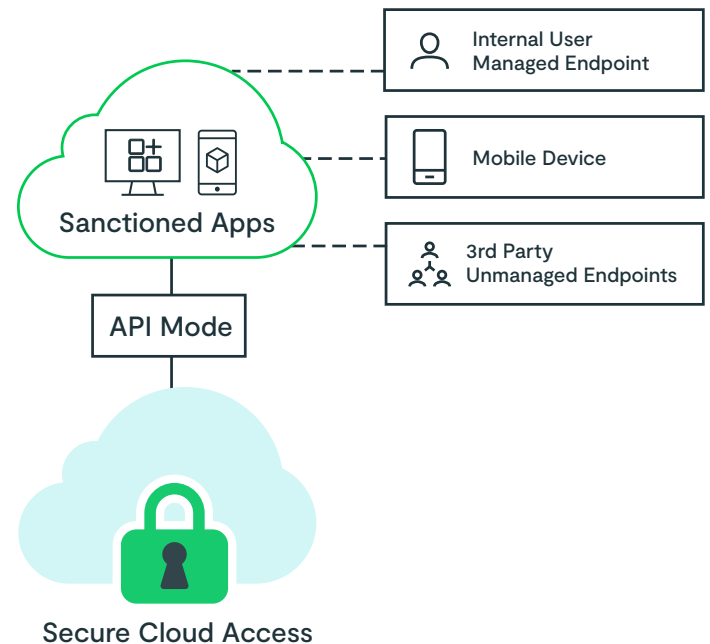 Internal User
Managed Endpoint
Mobile Device
Sanctioned Apps
3rd Party
Unmanaged Endpoints
API Mode
Secure Cloud Access